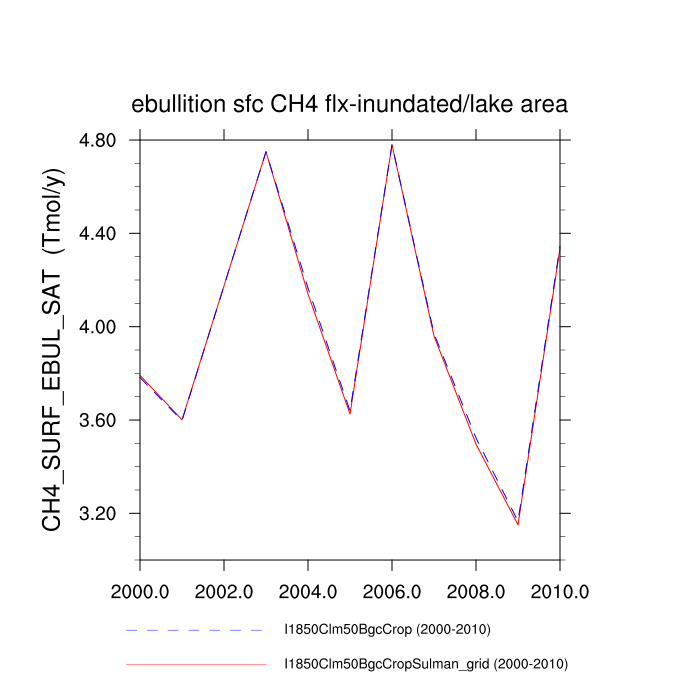 ebullition sfc CH4 flx-inundated/lake area
CH4_SURF_EBUL_SAT (Tmol/y)
4.80
4.40
4.00
3.60
3.20
2000.0 2002.0 2004.0 2006.0 2008.0 2010.0
I1850Clm50BgcCrop (2000-2010)
I1850Clm50BgcCropSulman_grid (2000-2010)